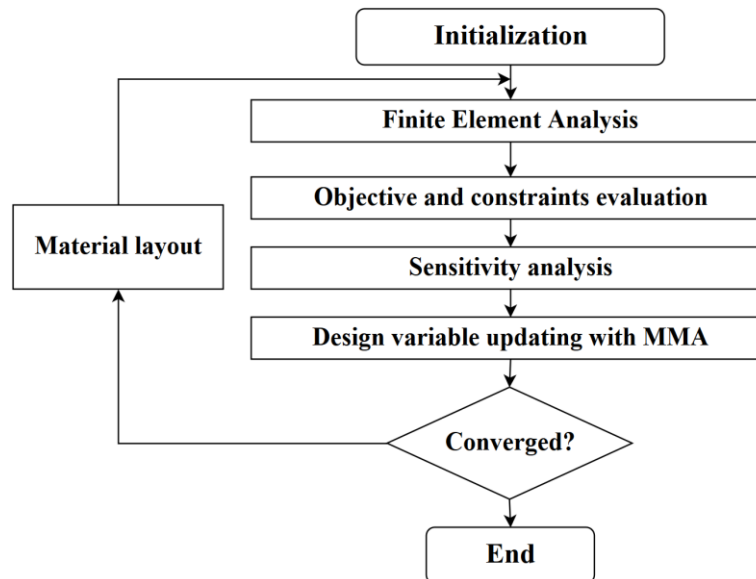 Initialization
Finite Element Analysis
Objective and constraints evaluation
Material layout
Sensitivity analysis
Design variable updating with MMA
Converged?
End